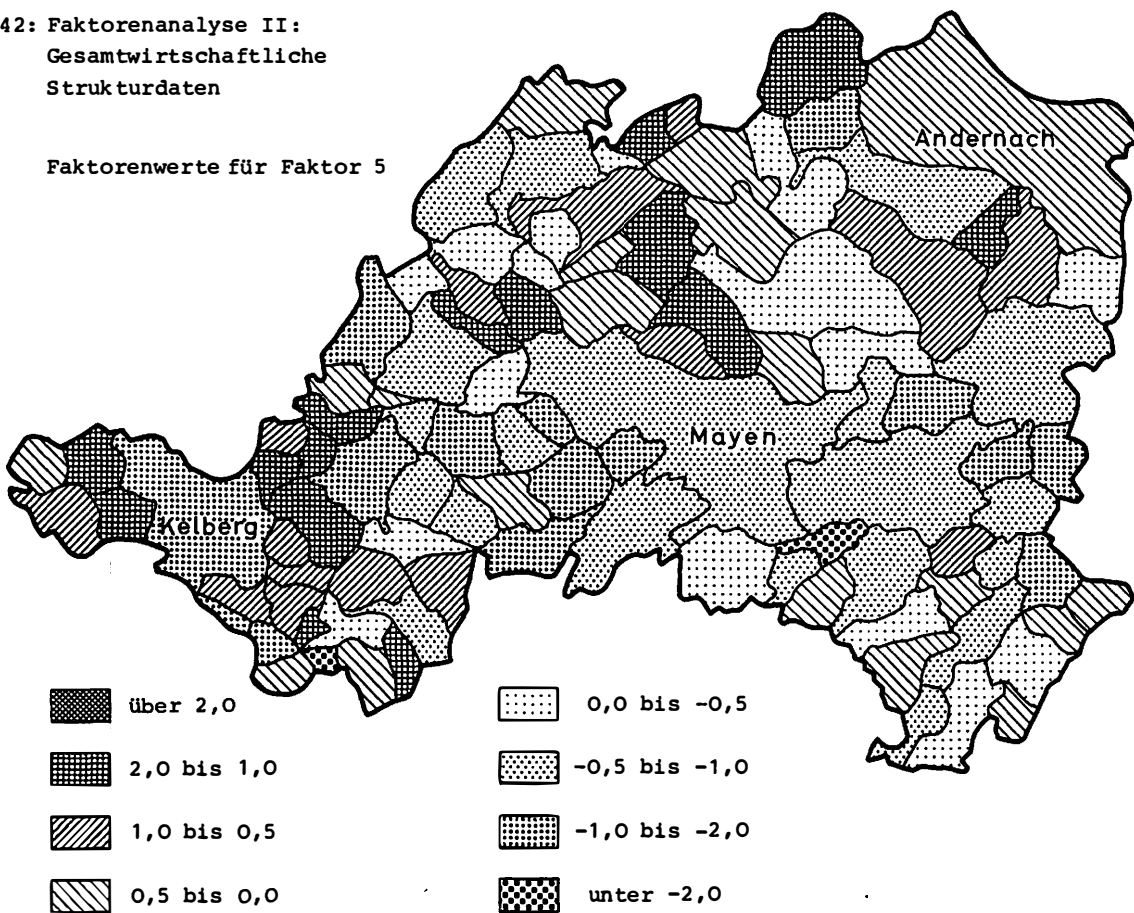 42: Faktorenanalyse II:
Gesamtwirtschaftliche
Strukturdaten
Faktorenwerte für Faktor 5
Andernach
Mayen
Kelberg
über 2,0
2,0 bis 1,0
1,0 bis 0,5
0,5 bis 0,0
0,0 bis -0,5
-0,5 bis -1,0
-1,0 bis -2,0
unter -2,0